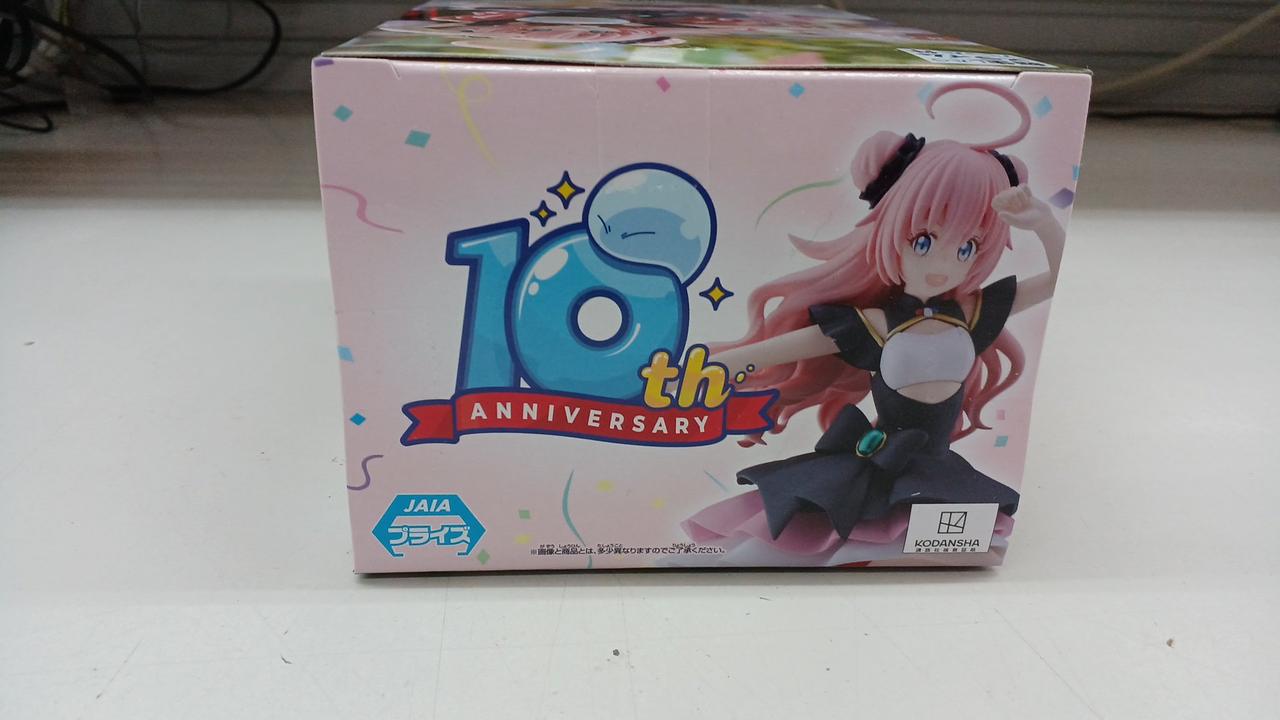 10th
ANNIVERSARY
JAIA
プライズ
※画像と商品とは、多少異なりますのでご了承ください。
KODANSHA